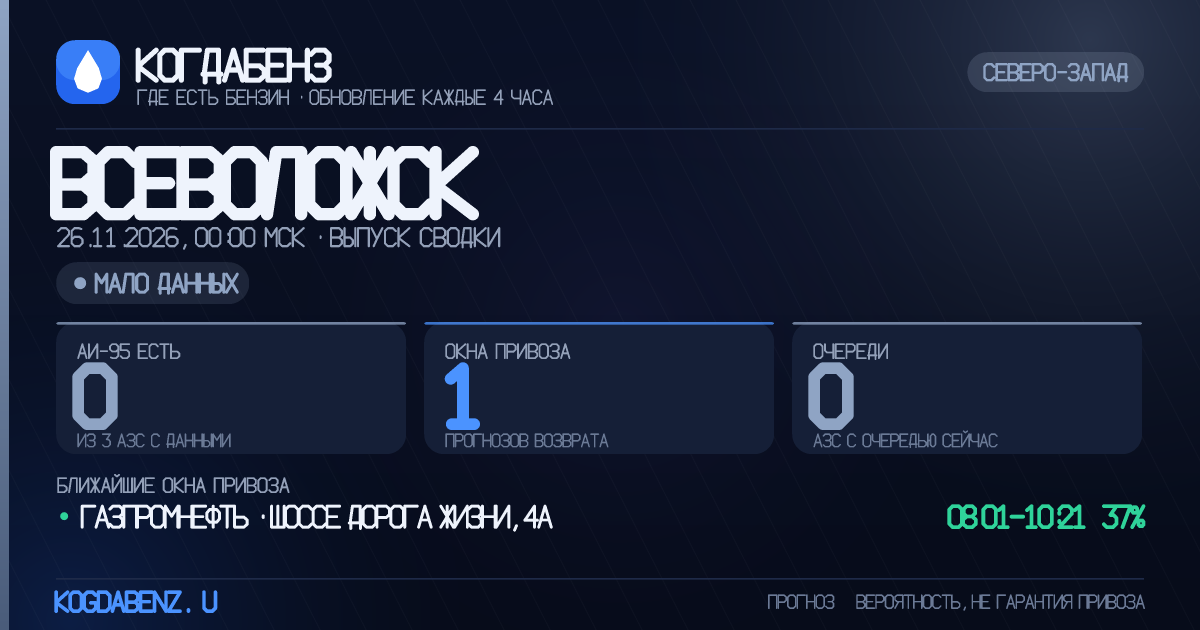 КОГДАБЕНЗ
ГДЕ ЕСТЬ БЕНЗИН · ОБНОВЛЕНИЕ КАЖДЫЕ 4 ЧАСА
СЕВЕРО-ЗАПАД
ВСЕВОЛОЖСК
26.11.2026, 00:00 МСК · ВЫПУСК СВОДКИ
МАЛО ДАННЫХ
АИ-95 ЕСТЬ
0
ИЗ 3 АЗС С ДАННЫМИ
ОКНА ПРИВОЗА
1
ПРОГНОЗОВ ВОЗВРАТА
ОЧЕРЕДИ
0
АЗС С ОЧЕРЕДЬЮ СЕЙЧАС
БЛИЖАЙШИЕ ОКНА ПРИВОЗА
• ГАЗПРОМНЕФТЬ · ШОССЕ ДОРОГА ЖИЗНИ, 4А
08:01-10:21 37%
KOGDABENZ. U
ПРОГНОЗ ВЕРОЯТНОСТЬ, НЕ ГАРАНТИЯ ПРИВОЗА